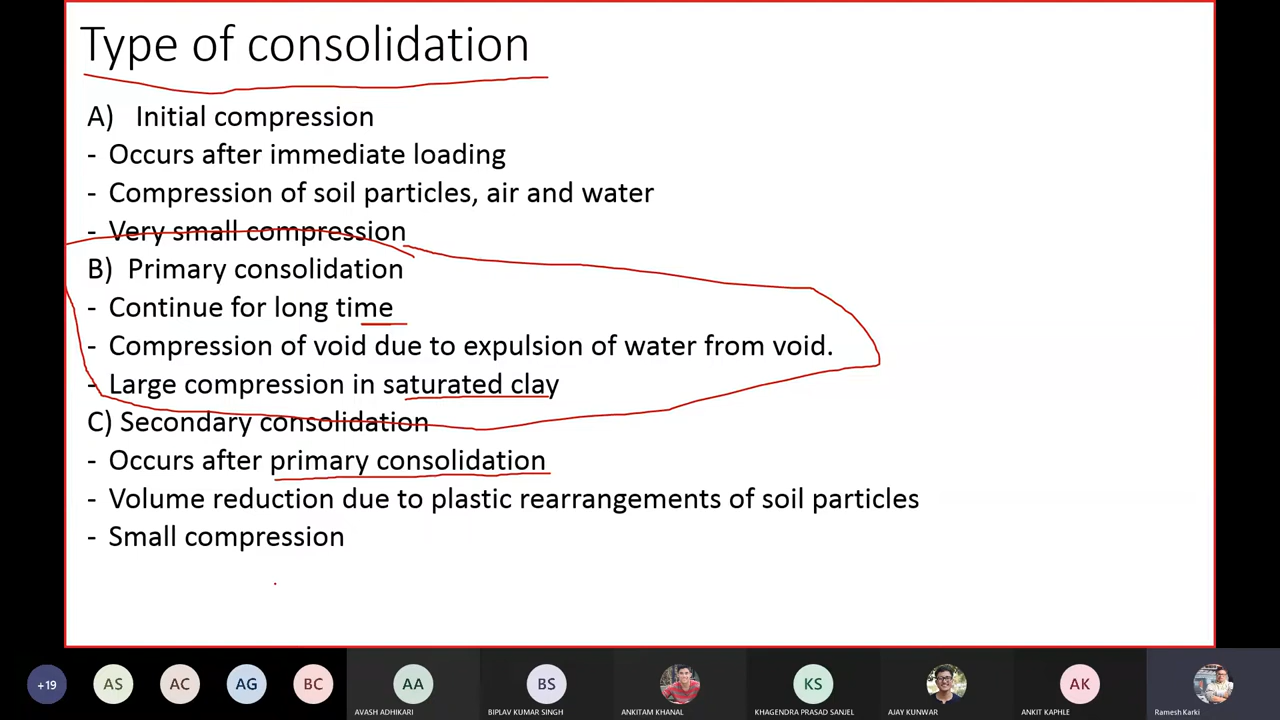 Type of consolidation
A) Initial compression
- Occurs after immediate loading
- Compression of soil particles, air and water
- Very small compression
B) Primary consolidation
- Continue for long time
- Compression of void due to expulsion of water from void.
- Large compression in saturated clay
C) Secondary consolidation
- Occurs after primary consolidation
- Volume reduction due to plastic rearrangements of soil particles
- Small compression
+19 AS AC AG BC AA BS KS AK
AVASH ADHIKARI BIPLAV KUMAR SINGH ANKITAM KHANAL KHAGENDRA PRASAD SANJEL AJAY KUNWAR ANKIT KAPHLE Ramesh Karki